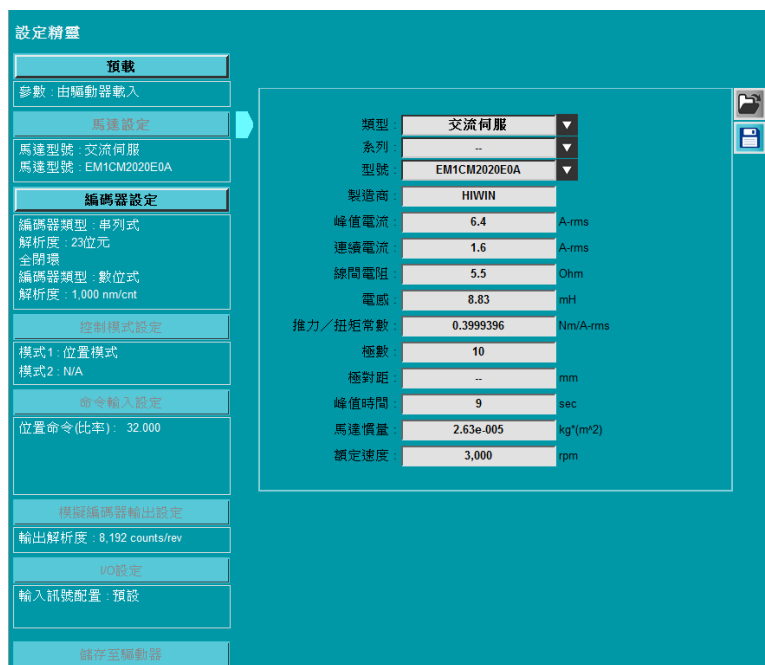 設定精靈
預載
參數 : 由驅動器載入
馬達設定
馬達型號 : 交流伺服
馬達型號 : EM1CM2020E0A
編碼器設定
編碼器類型 : 串列式
解析度 : 23位元
全閉環
編碼器類型 : 數位式
解析度 : 1,000 nm/cnt
控制模式設定
模式1 : 位置模式
模式2 : N/A
命令輸入設定
位置命令(比率) : 32.000
模擬編碼器輸出設定
輸出解析度 : 8,192 counts/rev
I/O設定
輸入訊號配置 : 預設
儲存至驅動器
類型 : 交流伺服
系列 : --
型號 : EM1CM2020E0A
製造商 : HIWIN
峰值電流 : 6.4 A-rms
連續電流 : 1.6 A-rms
線間電阻 : 5.5 Ohm
電感 : 8.83 mH
推力／扭矩常數 : 0.3999396 Nm/A-rms
極數 : 10
極對距 : -- mm
峰值時間 : 9 sec
馬達慣量 : 2.63e-005 kg*(m^2)
額定速度 : 3,000 rpm